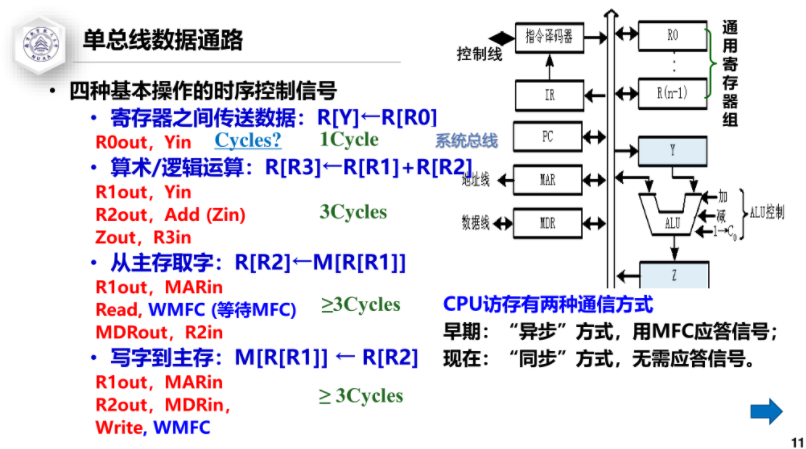 单总线数据通路
• 四种基本操作的时序控制信号
• 寄存器之间传送数据：R[Y]←R[R0]
R0out，Yin Cycles? 1Cycle
• 算术/逻辑运算：R[R3]←R[R1]+R[R2]
R1out，Yin
R2out，Add (Zin) 3Cycles
Zout，R3in
• 从主存取字：R[R2]←M[R[R1]]
R1out，MARin
Read, WMFC (等待MFC) ≥3Cycles
MDRout，R2in
• 写字到主存：M[R[R1]] ← R[R2]
R1out，MARin
R2out，MDRin， ≥ 3Cycles
Write, WMFC
控制线
指令译码器
IR
PC
系统总线
地址线
MAR
数据线
MDR
R0
⋮
R(n-1)
通用寄存器组
Y
ALU
加
减
1→C0
ALU控制
Z
CPU访存有两种通信方式
早期：“异步”方式，用MFC应答信号；
现在：“同步”方式，无需应答信号。
11